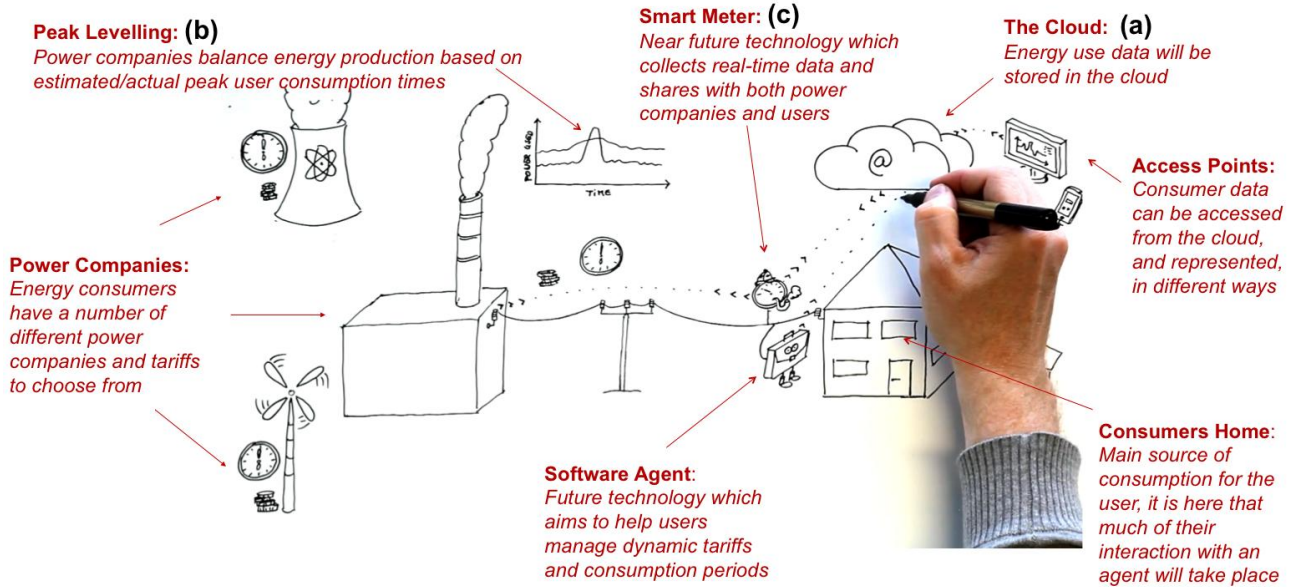 Peak Levelling: (b)
Power companies balance energy production based on
estimated/actual peak user consumption times
Smart Meter: (c)
Near future technology which
collects real-time data and
shares with both power
companies and users
The Cloud: (a)
Energy use data will be
stored in the cloud
POWER USED
Time
@
Access Points:
Consumer data
can be accessed
from the cloud,
and represented,
in different ways
Power Companies:
Energy consumers
have a number of
different power
companies and tariffs
to choose from
Software Agent:
Future technology which
aims to help users
manage dynamic tariffs
and consumption periods
Consumers Home:
Main source of
consumption for the
user, it is here that
much of their
interaction with an
agent will take place